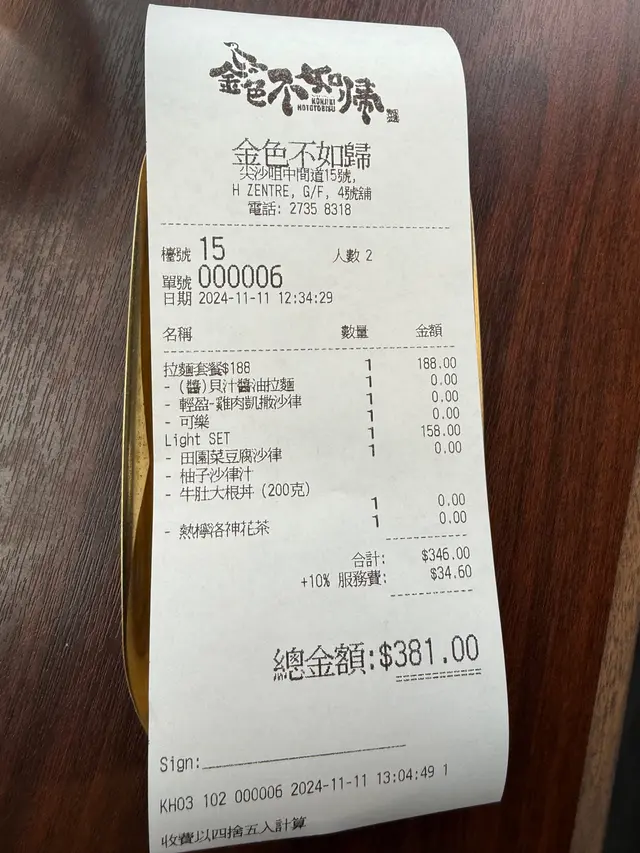 金色不如帰
KONJIKI
HOTOTOGISU
金色不如歸
尖沙咀中間道15號,
H ZENTRE, G/F, 4號舖
電話: 2735 8318
檯號 15 人數 2
單號 000006
日期 2024-11-11 12:34:29
名稱 數量 金額
拉麵套餐$188 1 188.00
- (醬)貝汁醬油拉麵 1 0.00
- 輕盈-雞肉凱撒沙律 1 0.00
- 可樂 1 0.00
Light SET 1 158.00
- 田園菜豆腐沙律 1 0.00
- 柚子沙律汁
- 牛肚大根丼 (200克)
1 0.00
- 熱檸洛神花茶 1 0.00
合計: $346.00
+10% 服務費: $34.60
總金額:$381.00
Sign:
KH03 102 000006 2024-11-11 13:04:49 1
收費以四捨五入計算